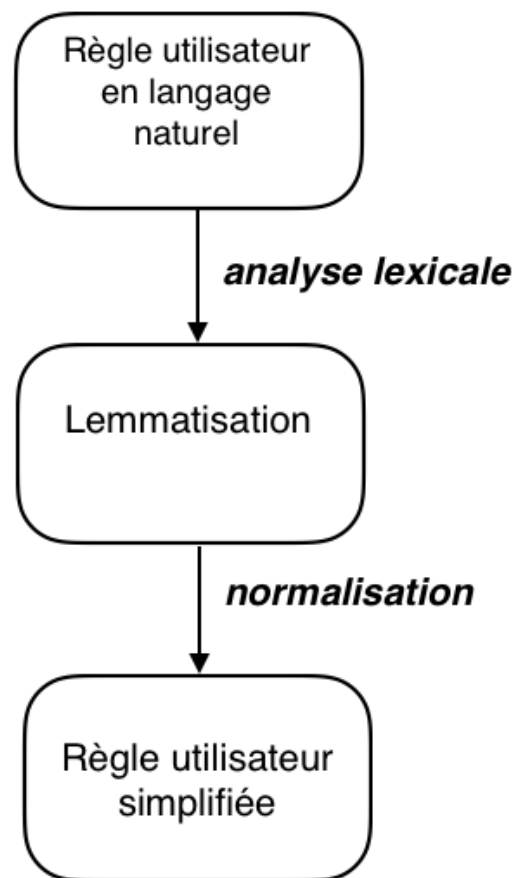 Règle utilisateur
en langage
naturel
analyse lexicale
Lemmatisation
normalisation
Règle utilisateur
simplifiée